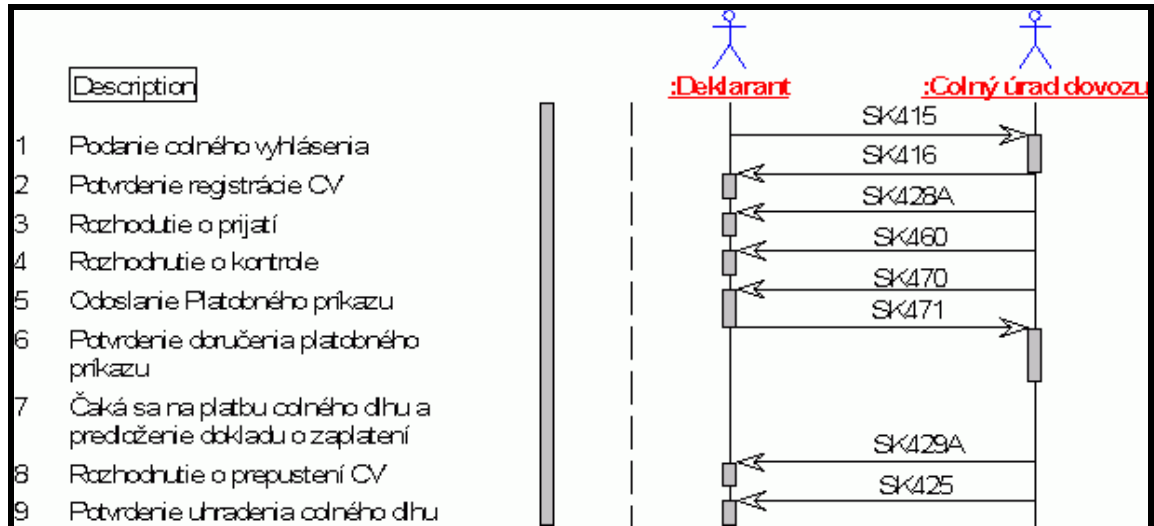 :Deklarant :Colný úrad dovozu
Description
SK415
1 Podanie colného vyhlásenia
SK416
2 Potvrdenie registrácie CV
SK428A
3 Rozhodutie o prijatí
SK460
4 Rozhodnutie o kontrole
SK470
5 Odoslanie Platobného príkazu
SK471
6 Potvrdenie doručenia platobného
príkazu
7 Čaká sa na platbu colného dlhu a
predloženie dokladu o zaplatení
SK429A
8 Rozhodnutie o prepustení CV
SK425
9 Potvrdenie uhradenia colného dlhu